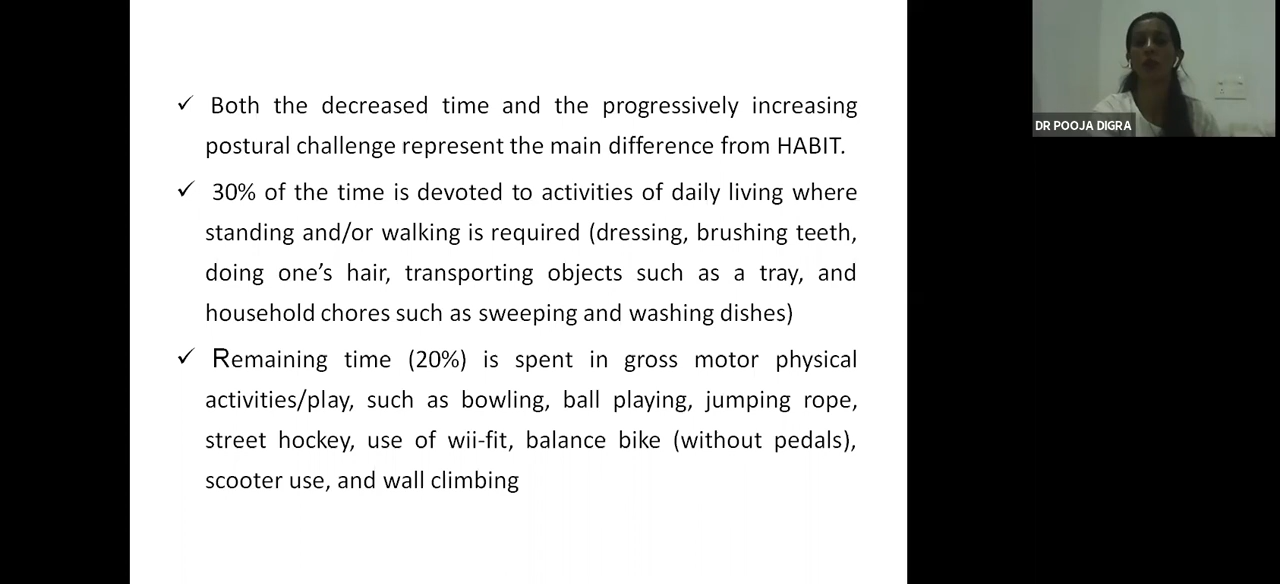 ✓ Both the decreased time and the progressively increasing
postural challenge represent the main difference from HABIT.
✓ 30% of the time is devoted to activities of daily living where
standing and/or walking is required (dressing, brushing teeth,
doing one’s hair, transporting objects such as a tray, and
household chores such as sweeping and washing dishes)
✓ Remaining time (20%) is spent in gross motor physical
activities/play, such as bowling, ball playing, jumping rope,
street hockey, use of wii-fit, balance bike (without pedals),
scooter use, and wall climbing
DR POOJA DIGRA